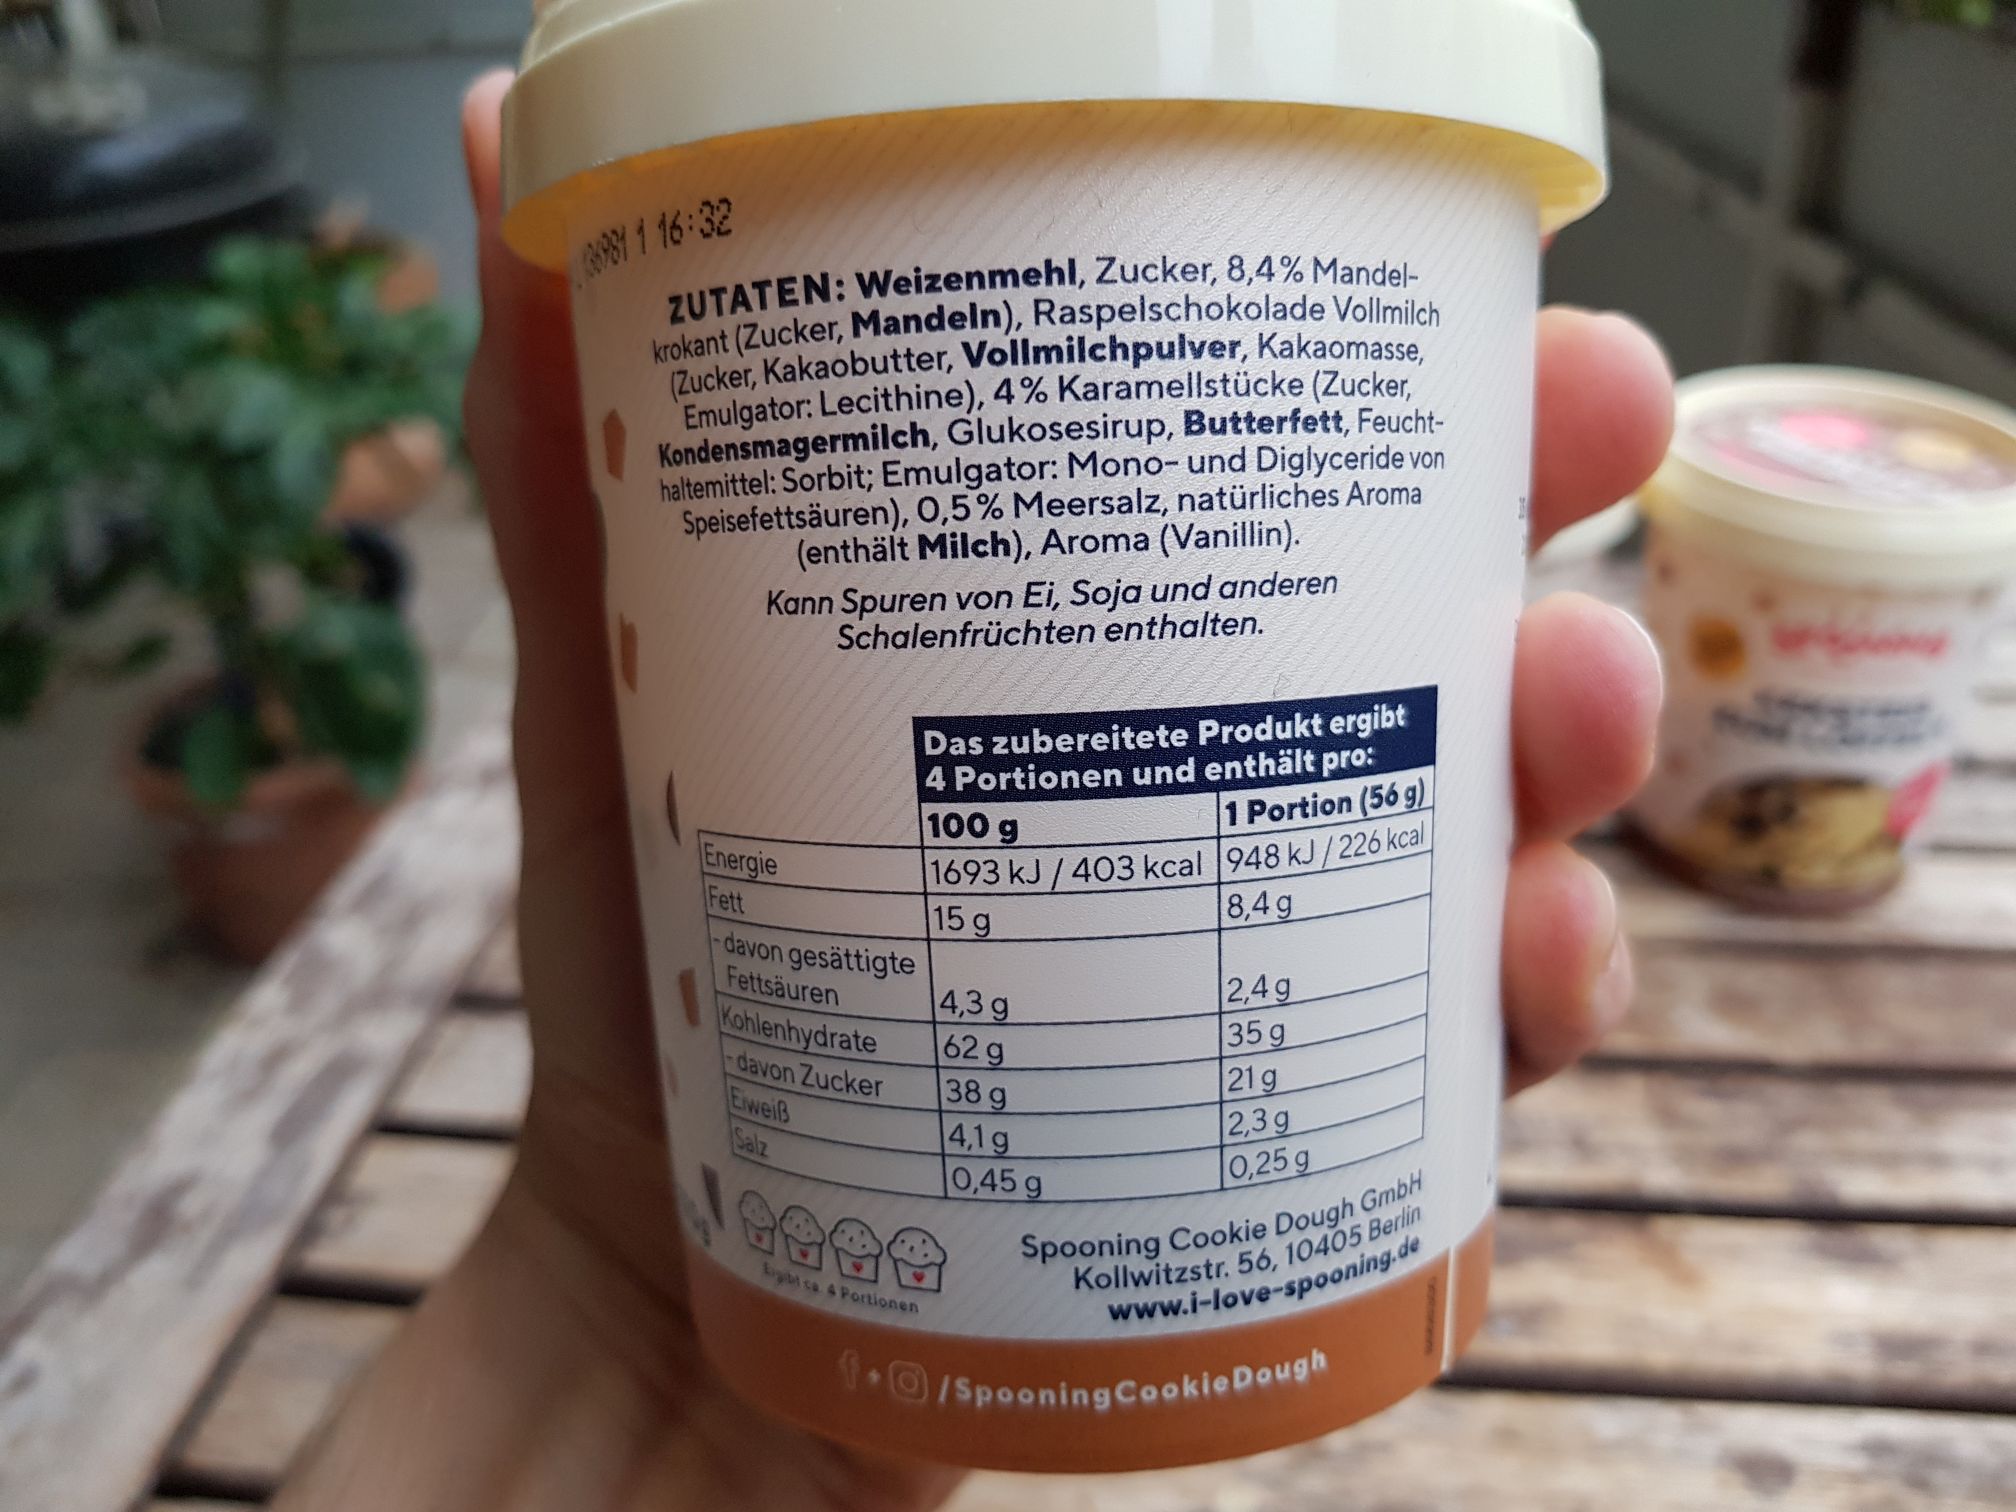 1 16:32
ZUTATEN: Weizenmehl, Zucker, 8,4% Mandel-
krokant (Zucker, Mandeln), Raspelschokolade Vollmilch
(Zucker, Kakaobutter, Vollmilchpulver, Kakaomasse,
Emulgator: Lecithine), 4% Karamellstücke (Zucker,
Kondensmagermilch, Glukosesirup, Butterfett, Feucht-
haltemittel: Sorbit; Emulgator: Mono- und Diglyceride von
Speisefettsäuren), 0,5% Meersalz, natürliches Aroma
(enthält Milch), Aroma (Vanillin).
Kann Spuren von Ei, Soja und anderen
Schalenfrüchten enthalten.
Das zubereitete Produkt ergibt
4 Portionen und enthält pro:
100 g 1 Portion (56 g)
Energie 1693 kJ / 403 kcal 948 kJ / 226 kcal
Fett 15 g 8,4 g
- davon gesättigte
Fettsäuren 4,3 g 2,4 g
Kohlenhydrate 62 g 35 g
- davon Zucker 38 g 21 g
Eiweiß 4,1 g 2,3 g
Salz 0,45 g 0,25 g
Ergibt ca. 4 Portionen
Spooning Cookie Dough GmbH
Kollwitzstr. 56, 10405 Berlin
www.i-love-spooning.de
f + /SpooningCookieDough